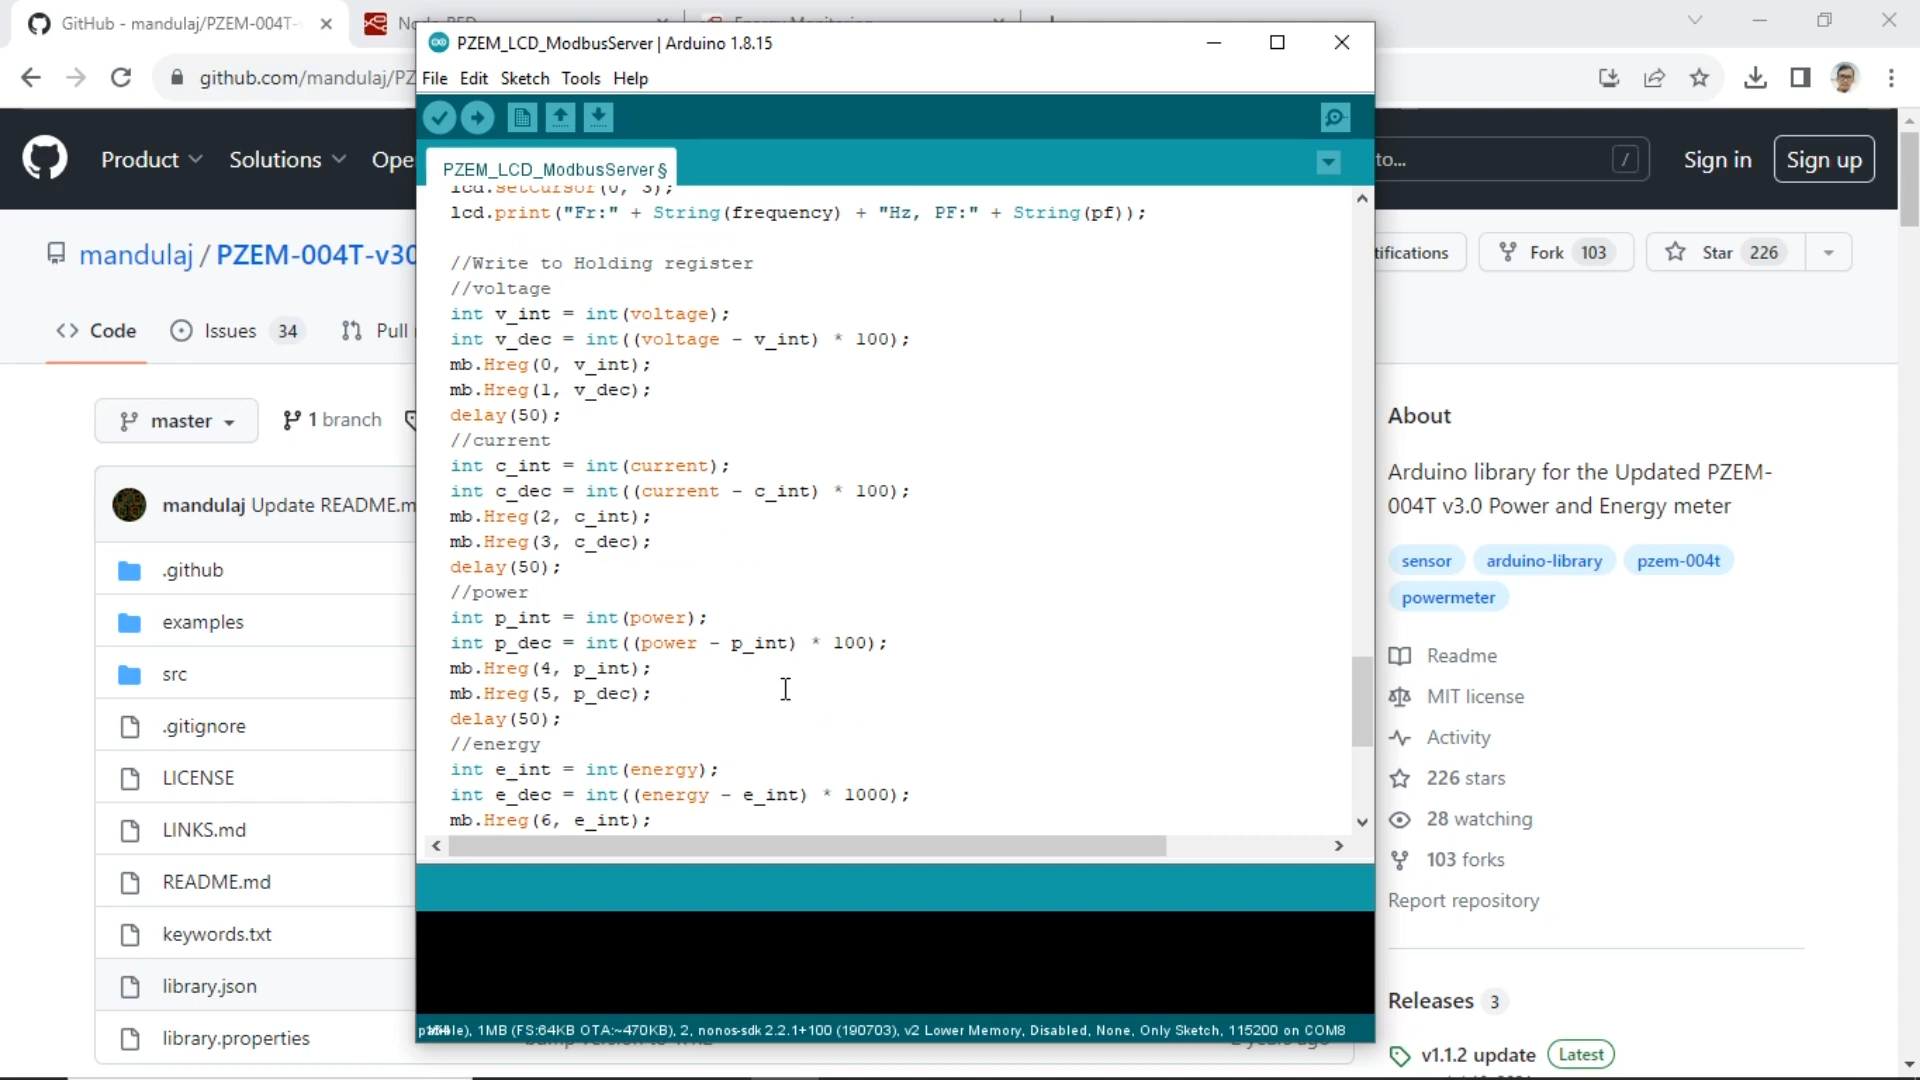 GitHub - mandulaj/PZEM-004T-
PZEM_LCD_ModbusServer | Arduino 1.8.15
File Edit Sketch Tools Help
github.com/mandulaj/PZ
PZEM_LCD_ModbusServer §
Product
Solutions
Ope
to...
/
Sign in
Sign up
mandulaj / PZEM-004T-v30
tifications
Fork 103
Star 226
Code
Issues 34
Pull
master
1 branch
mandulaj Update README.m
.github
examples
src
.gitignore
LICENSE
LINKS.md
README.md
keywords.txt
library.json
library.properties
lcd.setCursor(0, 3);
lcd.print("Fr:" + String(frequency) + "Hz, PF:" + String(pf));
//Write to Holding register
//voltage
int v_int = int(voltage);
int v_dec = int((voltage - v_int) * 100);
mb.Hreg(0, v_int);
mb.Hreg(1, v_dec);
delay(50);
//current
int c_int = int(current);
int c_dec = int((current - c_int) * 100);
mb.Hreg(2, c_int);
mb.Hreg(3, c_dec);
delay(50);
//power
int p_int = int(power);
int p_dec = int((power - p_int) * 100);
mb.Hreg(4, p_int);
mb.Hreg(5, p_dec);
delay(50);
//energy
int e_int = int(energy);
int e_dec = int((energy - e_int) * 1000);
mb.Hreg(6, e_int);
1MB (FS:64KB OTA:~470KB), 2, nonos-sdk 2.2.1+100 (190703), v2 Lower Memory, Disabled, None, Only Sketch, 115200 on COM8
About
Arduino library for the Updated PZEM-
004T v3.0 Power and Energy meter
sensor
arduino-library
pzem-004t
powermeter
Readme
MIT license
Activity
226 stars
28 watching
103 forks
Report repository
Releases 3
v1.1.2 update
Latest